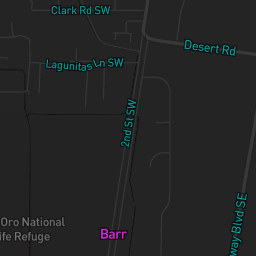 Clark Rd SW
Desert Rd
Lagunitas Ln SW
2nd St SW
way Blvd SE
Oro National
ife Refuge
Barr